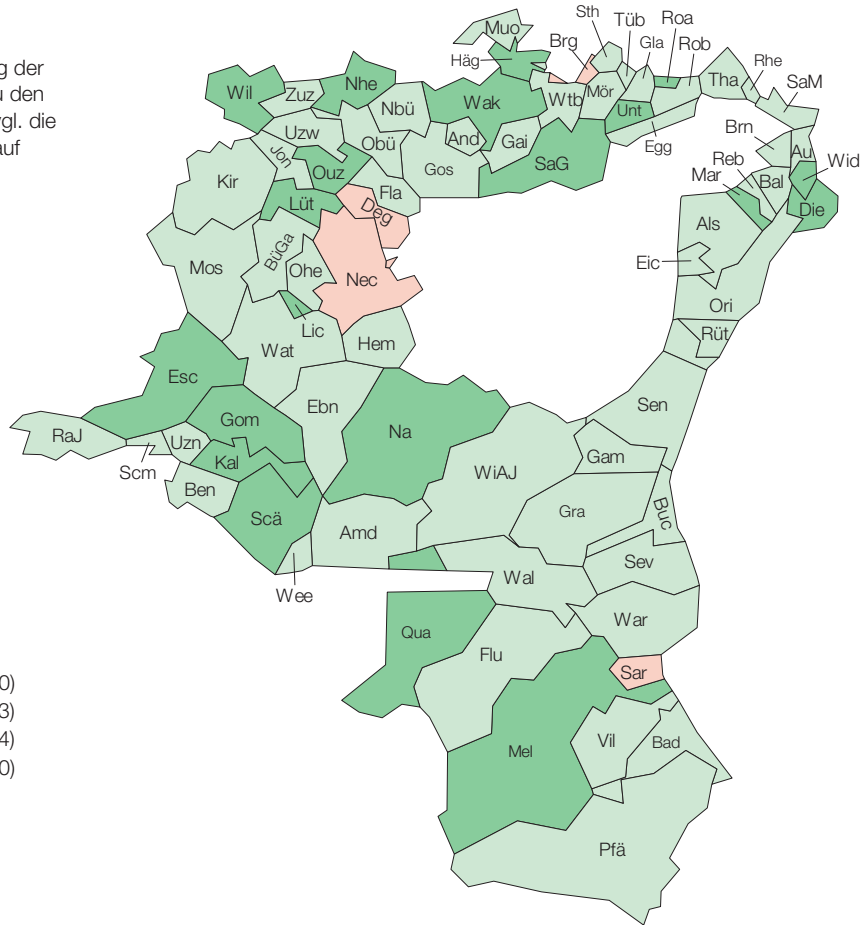 g der
u den
gl. die
auf
Muo
Sth
Tüb
Roa
Häg
Brg
Gla
Rob
Wil
Zuz
Nhe
Nbü
Wak
Wtb
Mör
Tha
Rhe
SaM
Unt
Uzw
Obü
And
Gai
Egg
Brn
Au
Jon
Ouz
Gos
SaG
Reb
Bal
Wid
Kir
Mar
Lüt
Deg
Fla
Die
Als
BüGa
Eic
Mos
Ohe
Nec
Ori
Lic
Rüt
Wat
Hem
Esc
Ebn
Sen
Gom
Na
RaJ
Uzn
Scm
Kal
Gam
WiAJ
Ben
Scä
Gra
Buc
Amd
Sev
Wee
Wal
War
Qua
Flu
Sar
0)
3)
4)
0)
Mel
Vil
Bad
Pfä